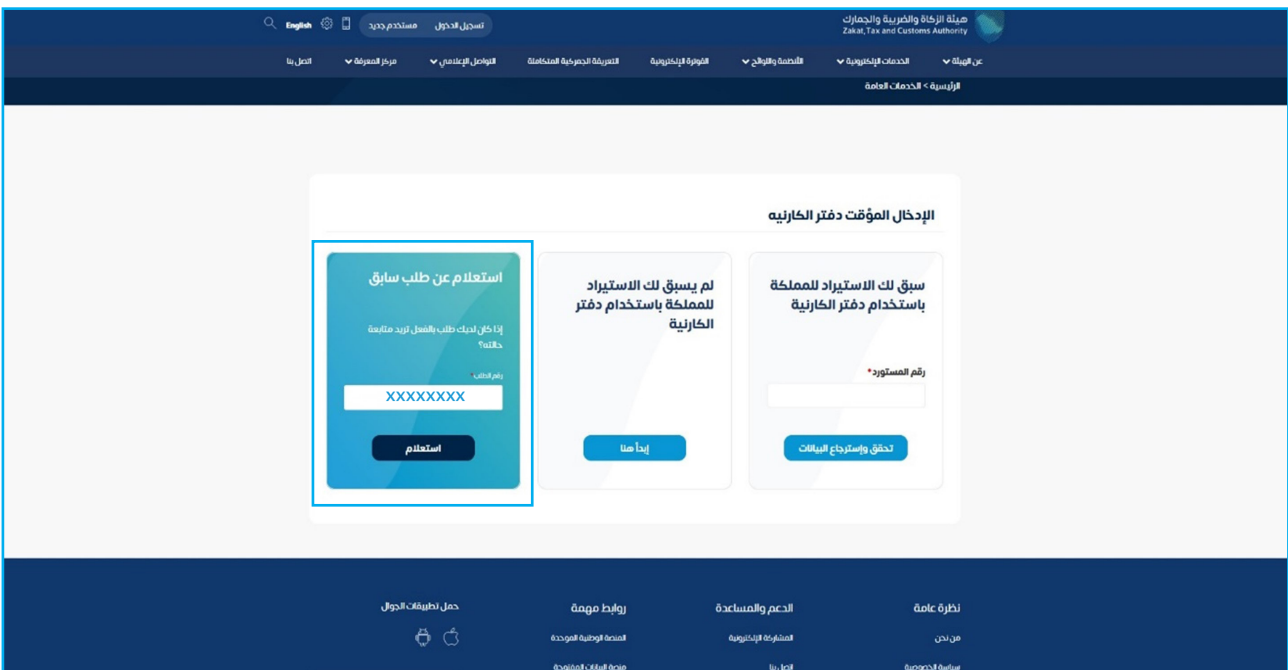 هيئة الزكاة والضريبة والجمارك
Zakat, Tax and Customs Authority
مستخدم جديد
تسجيل الدخول
English
عن الهيئة
الخدمات الإلكترونية
الأنظمة واللوائح
الفوترة الإلكترونية
التعريفة الجمركية المتكاملة
التواصل الإعلامي
مركز المعرفة
اتصل بنا
الرئيسية > الخدمات العامة
الإدخال المؤقت دفتر الكارنيه
سبق لك الاستيراد للمملكة
باستخدام دفتر الكارنية
رقم المستورد*
تحقق وإسترجاع البيانات
لم يسبق لك الاستيراد
للمملكة باستخدام دفتر
الكارنية
إبدأ هنا
استعلام عن طلب سابق
إذا كان لديك طلب بالفعل تريد متابعة
حالته؟
رقم الطلب*
XXXXXXXX
استعلام
نظرة عامة
من نحن
سياسة الخصوصية
الدعم والمساعدة
المشاركة الإلكترونية
اتصل بنا
روابط مهمة
المنصة الوطنية الموحدة
منصة البيانات المفتوحة
حمل تطبيقات الجوال